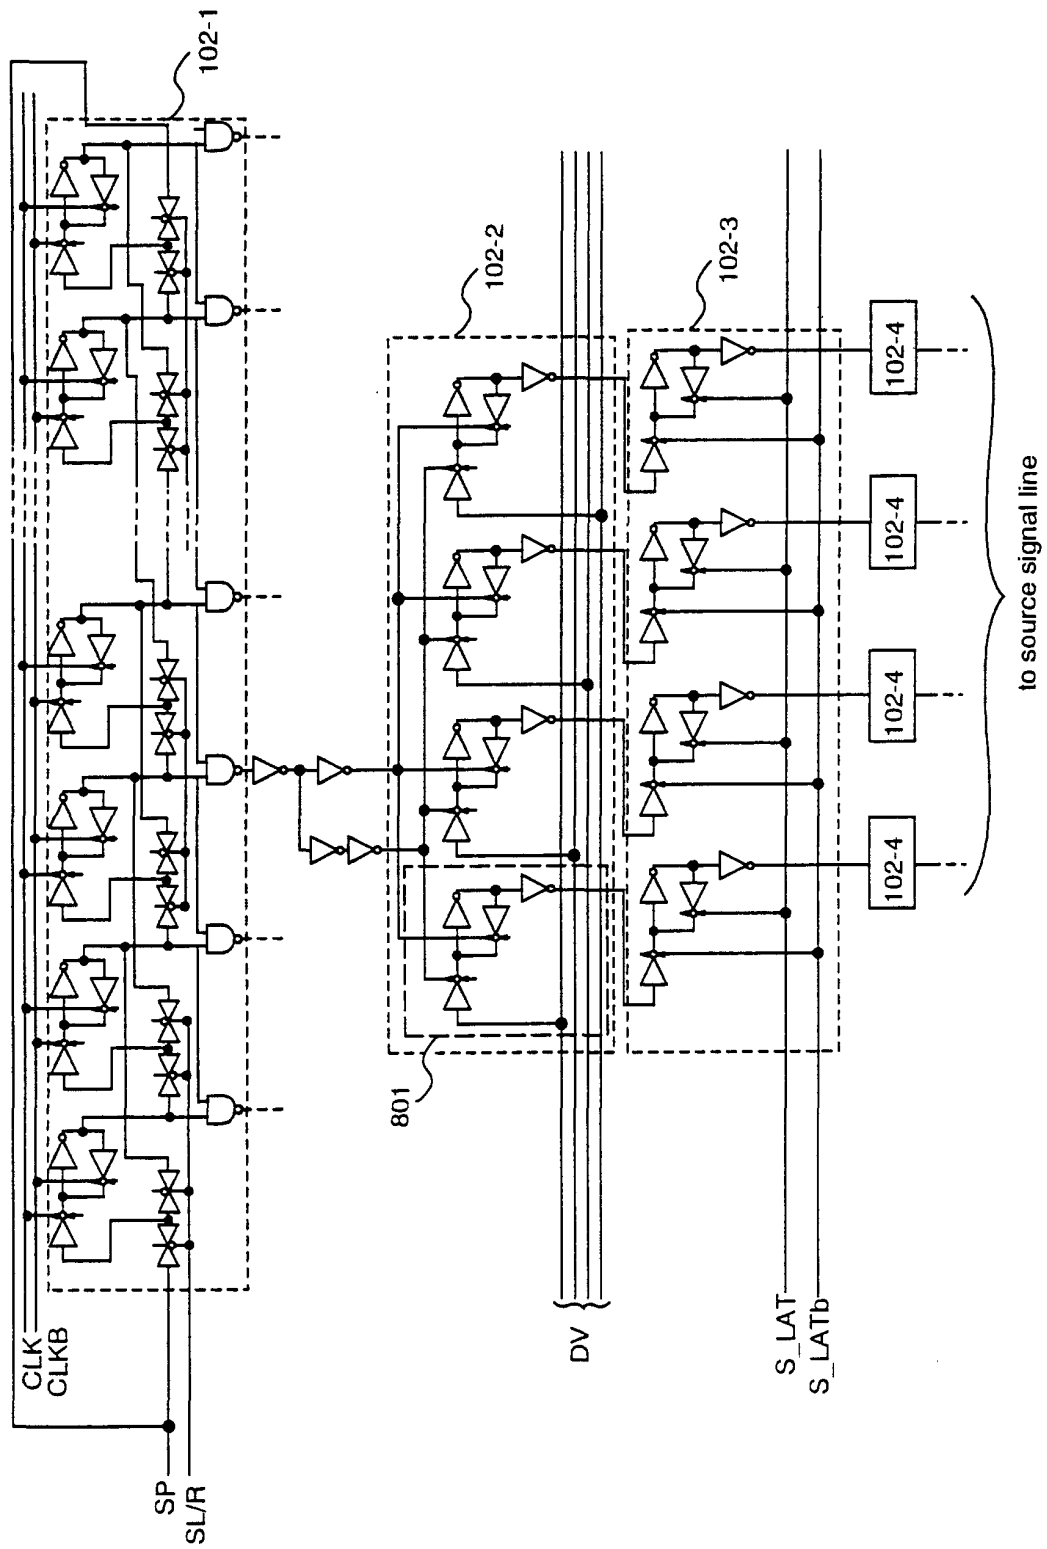 CLK
CLKB
SP
SL/R
102-1
102-2
801
DV
102-3
S_LAT
S_LATb
102-4
102-4
102-4
102-4
to source signal line